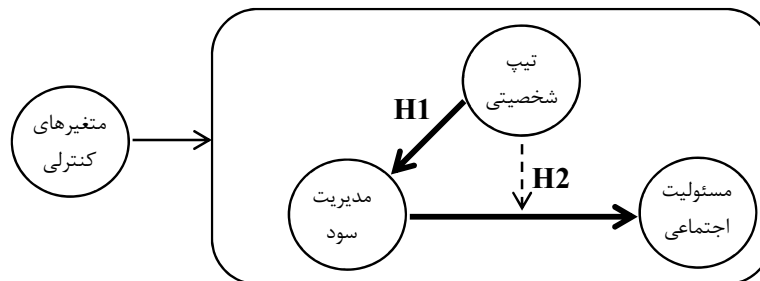 تیپ
شخصیتی
H1
متغیرهای
کنترلی
H2
مدیریت
سود
مسئولیت
اجتماعی